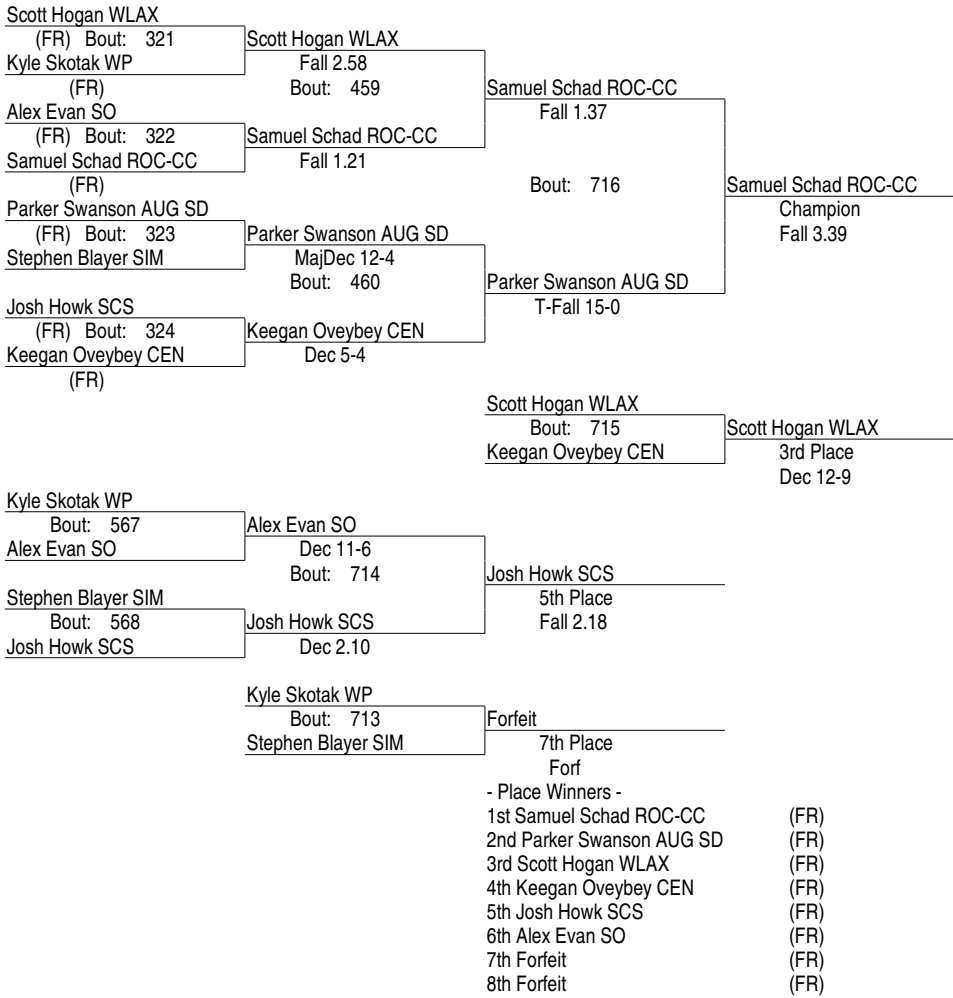 Scott Hogan WLAX
(FR) Bout: 321
Kyle Skotak WP
(FR)
Alex Evan SO
(FR) Bout: 322
Samuel Schad ROC-CC
(FR)
Parker Swanson AUG SD
(FR) Bout: 323
Stephen Blayer SIM
Josh Howk SCS
(FR) Bout: 324
Keegan Oveybey CEN
(FR)
Scott Hogan WLAX
Fall 2.58
Bout: 459
Samuel Schad ROC-CC
Fall 1.21
Parker Swanson AUG SD
MajDec 12-4
Bout: 460
Keegan Oveybey CEN
Dec 5-4
Samuel Schad ROC-CC
Fall 1.37
Bout: 716
Parker Swanson AUG SD
T-Fall 15-0
Samuel Schad ROC-CC
Champion
Fall 3.39
Scott Hogan WLAX
Bout: 715
Keegan Oveybey CEN
Scott Hogan WLAX
3rd Place
Dec 12-9
Kyle Skotak WP
Bout: 567
Alex Evan SO
Stephen Blayer SIM
Bout: 568
Josh Howk SCS
Alex Evan SO
Dec 11-6
Bout: 714
Josh Howk SCS
Dec 2.10
Josh Howk SCS
5th Place
Fall 2.18
Kyle Skotak WP
Bout: 713
Stephen Blayer SIM
Forfeit
7th Place
Forf
- Place Winners -
1st Samuel Schad ROC-CC (FR)
2nd Parker Swanson AUG SD (FR)
3rd Scott Hogan WLAX (FR)
4th Keegan Oveybey CEN (FR)
5th Josh Howk SCS (FR)
6th Alex Evan SO (FR)
7th Forfeit (FR)
8th Forfeit (FR)